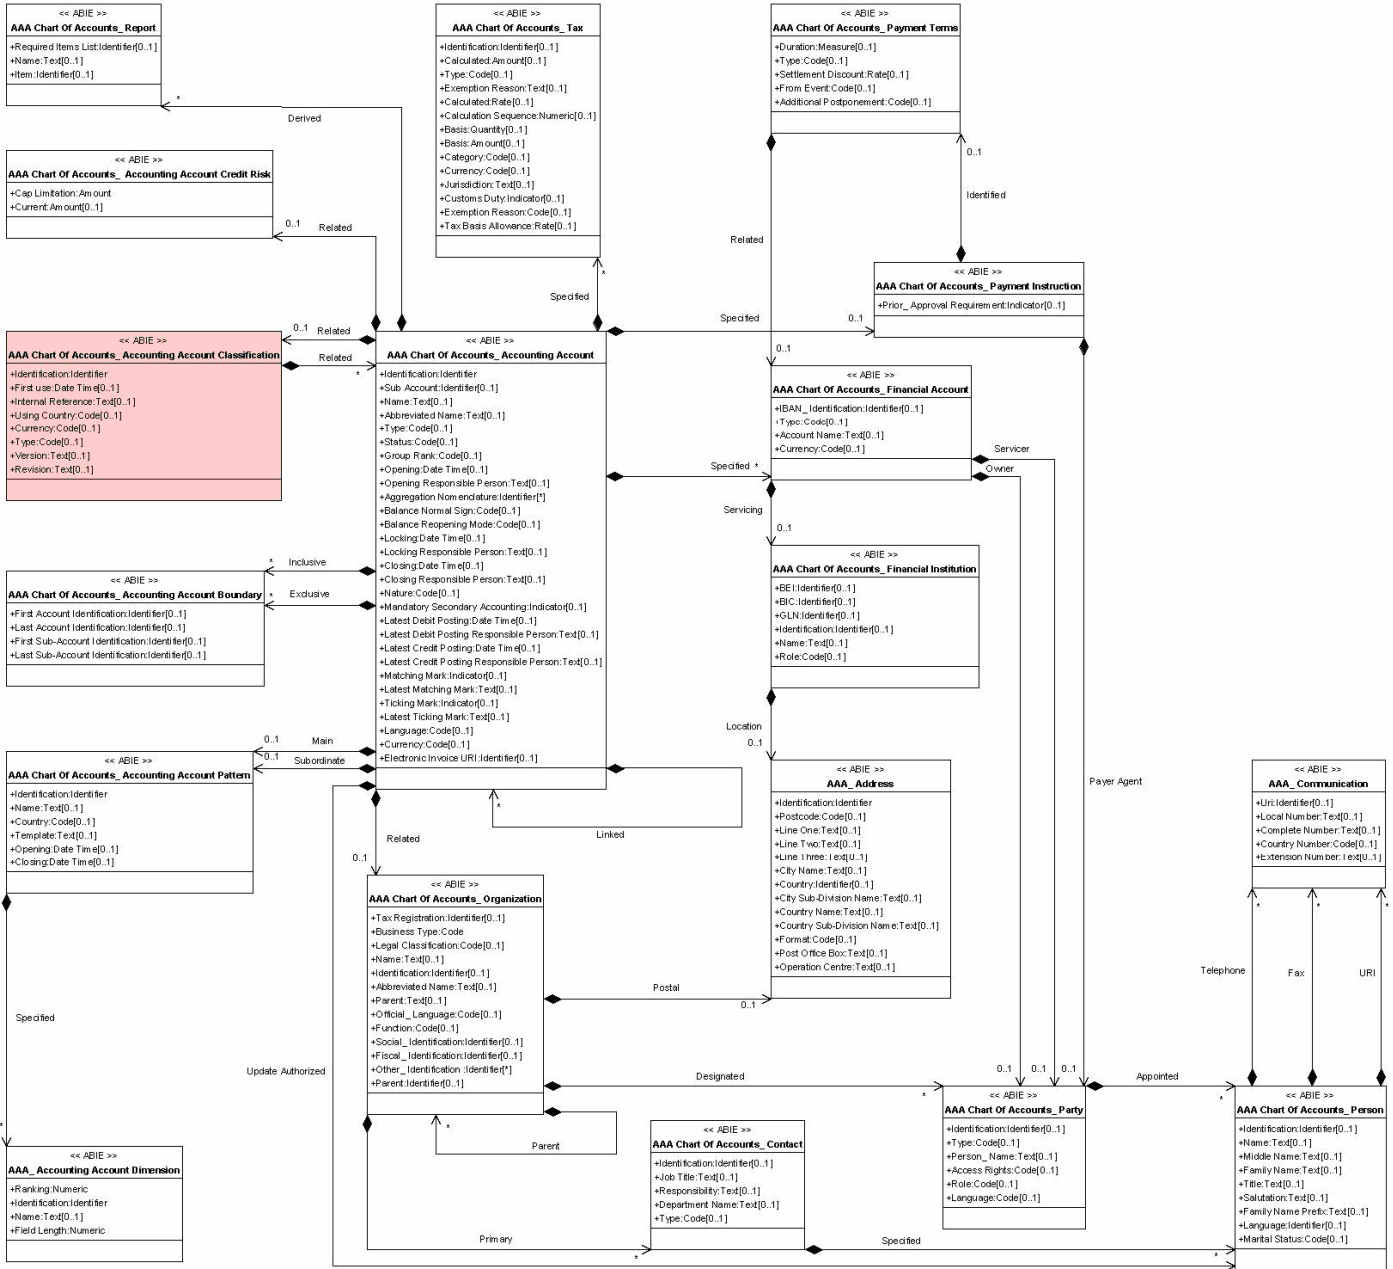 << ABIE >>
AAA Chart Of Accounts_ Report
+Required Items List:Identifier[0..1]
+Name:Text[0..1]
+Item:Identifier[0..1]
<< ABIE >>
AAA Chart Of Accounts_ Tax
+Identification:Identifier[0..1]
+Calculated:Amount[0..1]
+Type:Code[0..1]
+Exemption Reason:Text[0..1]
+Calculated:Rate[0..1]
+Calculation Sequence:Numeric[0..1]
+Basis:Quantity[0..1]
+Basis:Amount[0..1]
+Category:Code[0..1]
+Currency:Code[0..1]
+Jurisdiction:Text[0..1]
+Customs Duty:Indicator[0..1]
+Exemption Reason:Code[0..1]
+Tax Basis Allowance:Rate[0..1]
<< ABIE >>
AAA Chart Of Accounts_ Payment Terms
+Duration:Measure[0..1]
+Type:Code[0..1]
+Settlement Discount:Rate[0..1]
+From Event:Code[0..1]
+Additional Postponement:Code[0..1]
*
Derived
<< ABIE >>
AAA Chart Of Accounts_ Accounting Account Credit Risk
+Cap Limitation:Amount
+Current:Amount[0..1]
0..1
Related
0..1
Identified
Related
*
Specified
<< ABIE >>
AAA Chart Of Accounts_ Payment Instruction
+Prior_ Approval Requirement:Indicator[0..1]
Specified
0..1
0..1
0..1
Related
Related
*
<< ABIE >>
AAA Chart Of Accounts_ Accounting Account Classification
+Identification:Identifier
+First use:Date Time[0..1]
+Internal Reference:Text[0..1]
+Using Country:Code[0..1]
+Currency:Code[0..1]
+Type:Code[0..1]
+Version:Text[0..1]
+Revision:Text[0..1]
<< ABIE >>
AAA Chart Of Accounts_ Accounting Account
+Identification:Identifier
+Sub Account:Identifier[0..1]
+Name:Text[0..1]
+Abbreviated Name:Text[0..1]
+Type:Code[0..1]
+Status:Code[0..1]
+Group Rank:Code[0..1]
+Opening:Date Time[0..1]
+Opening Responsible Person:Text[0..1]
+Aggregation Nomenclature:Identifier[*]
+Balance Normal Sign:Code[0..1]
+Balance Reopening Mode:Code[0..1]
+Locking:Date Time[0..1]
+Locking Responsible Person:Text[0..1]
+Closing:Date Time[0..1]
+Closing Responsible Person:Text[0..1]
+Nature:Code[0..1]
+Mandatory Secondary Accounting:Indicator[0..1]
+Latest Debit Posting:Date Time[0..1]
+Latest Debit Posting Responsible Person:Text[0..1]
+Latest Credit Posting:Date Time[0..1]
+Latest Credit Posting Responsible Person:Text[0..1]
+Matching Mark:Indicator[0..1]
+Latest Matching Mark:Text[0..1]
+Ticking Mark:Indicator[0..1]
+Latest Ticking Mark:Text[0..1]
+Language:Code[0..1]
+Currency:Code[0..1]
+Electronic Invoice URI:Identifier[0..1]
<< ABIE >>
AAA Chart Of Accounts_ Financial Account
+IBAN_ Identification:Identifier[0..1]
+Type:Code[0..1]
+Account Name:Text[0..1]
+Currency:Code[0..1]
Servicer
Owner
Specified *
Servicing
0..1
<< ABIE >>
AAA Chart Of Accounts_ Financial Institution
+BEI:Identifier[0..1]
+BIC:Identifier[0..1]
+GLN:Identifier[0..1]
+Identification:Identifier[0..1]
+Name:Text[0..1]
+Role:Code[0..1]
* Inclusive
* Exclusive
<< ABIE >>
AAA Chart Of Accounts_ Accounting Account Boundary
+First Account Identification:Identifier[0..1]
+Last Account Identification:Identifier[0..1]
+First Sub-Account Identification:Identifier[0..1]
+Last Sub-Account Identification:Identifier[0..1]
Location
0..1
0..1 Main
0..1 Subordinate
<< ABIE >>
AAA Chart Of Accounts_ Accounting Account Pattern
+Identification:Identifier
+Name:Text[0..1]
+Country:Code[0..1]
+Template:Text[0..1]
+Opening:Date Time[0..1]
+Closing:Date Time[0..1]
*
Linked
Related
0..1
<< ABIE >>
AAA_ Address
+Identification:Identifier
+Postcode:Code[0..1]
+Line One:Text[0..1]
+Line Two:Text[0..1]
+Line Three:Text[0..1]
+City Name:Text[0..1]
+Country:Identifier[0..1]
+City Sub-Division Name:Text[0..1]
+Country Name:Text[0..1]
+Country Sub-Division Name:Text[0..1]
+Format:Code[0..1]
+Post Office Box:Text[0..1]
+Operation Centre:Text[0..1]
Payer Agent
<< ABIE >>
AAA_ Communication
+Uri:Identifier[0..1]
+Local Number:Text[0..1]
+Complete Number:Text[0..1]
+Country Number:Code[0..1]
+Extension Number:Text[0..1]
*
*
*
Telephone
Fax
URI
<< ABIE >>
AAA Chart Of Accounts_ Organization
+Tax Registration:Identifier[0..1]
+Business Type:Code
+Legal Classification:Code[0..1]
+Name:Text[0..1]
+Identification:Identifier[0..1]
+Abbreviated Name:Text[0..1]
+Parent:Text[0..1]
+Official_ Language:Code[0..1]
+Function:Code[0..1]
+Social_ Identification:Identifier[0..1]
+Fiscal_ Identification:Identifier[0..1]
+Other_ Identification :Identifier[*]
+Parent:Identifier[0..1]
Postal
0..1
Specified
Update Authorized
Designated
*
0..1
0..1
0..1
Appointed
*
*
Parent
<< ABIE >>
AAA Chart Of Accounts_ Party
+Identification:Identifier[0..1]
+Type:Code[0..1]
+Person_ Name:Text[0..1]
+Access Rights:Code[0..1]
+Role:Code[0..1]
+Language:Code[0..1]
<< ABIE >>
AAA Chart Of Accounts_ Person
+Identification:Identifier[0..1]
+Name:Text[0..1]
+Middle Name:Text[0..1]
+Family Name:Text[0..1]
+Title:Text[0..1]
+Salutation:Text[0..1]
+Family Name Prefix:Text[0..1]
+Language:Identifier[0..1]
+Marital Status:Code[0..1]
<< ABIE >>
AAA Chart Of Accounts_ Contact
+Identification:Identifier[0..1]
+Job Title:Text[0..1]
+Responsibility:Text[0..1]
+Department Name:Text[0..1]
+Type:Code[0..1]
*
<< ABIE >>
AAA_ Accounting Account Dimension
+Ranking:Numeric
+Identification:Identifier
+Name:Text[0..1]
+Field Length:Numeric
Primary
*
Specified
*
*